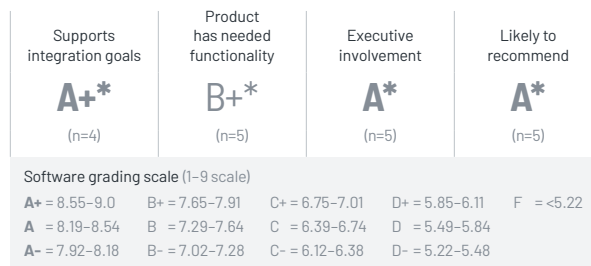 Supports
integration goals
A+*
(n=4)
Product
has needed
functionality
B+*
(n=5)
Executive
involvement
A*
(n=5)
Likely to
recommend
A*
(n=5)
Software grading scale (1–9 scale)
A+ = 8.55–9.0 B+ = 7.65–7.91 C+ = 6.75–7.01 D+ = 5.85–6.11 F = <5.22
A = 8.19–8.54 B = 7.29–7.64 C = 6.39–6.74 D = 5.49–5.84
A- = 7.92–8.18 B- = 7.02–7.28 C- = 6.12–6.38 D- = 5.22–5.48